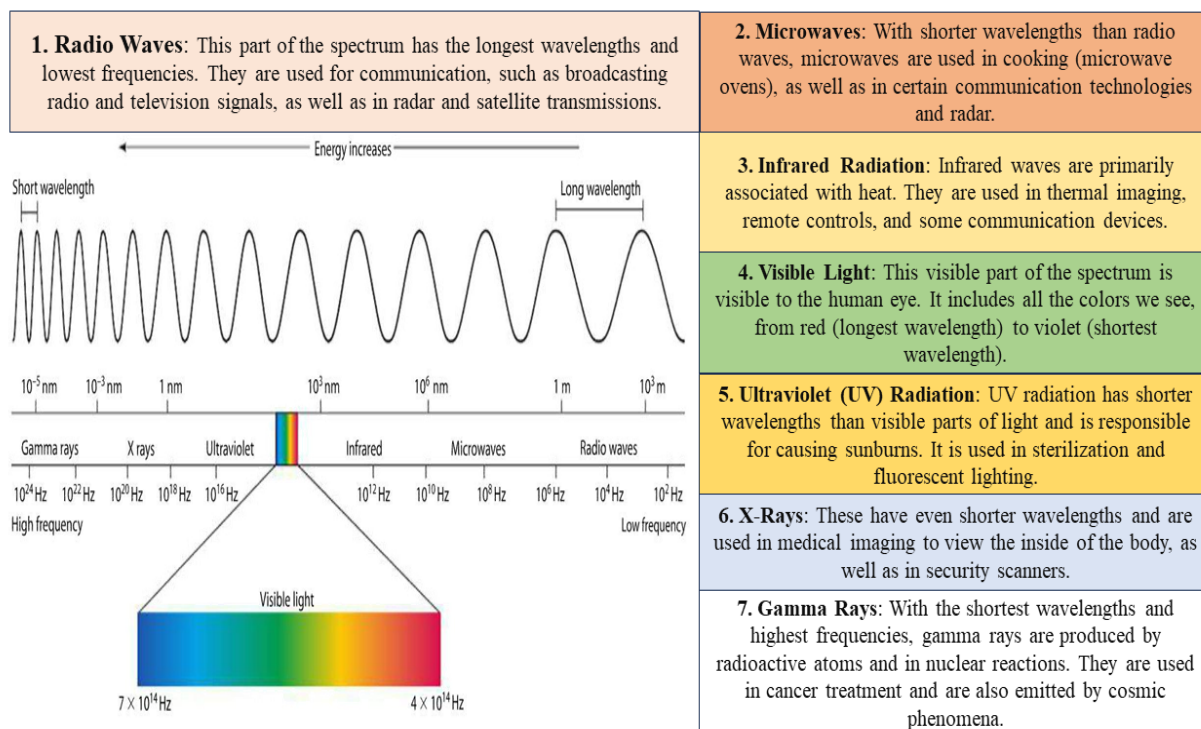 1. Radio Waves: This part of the spectrum has the longest wavelengths and
lowest frequencies. They are used for communication, such as broadcasting
radio and television signals, as well as in radar and satellite transmissions.
2. Microwaves: With shorter wavelengths than radio
waves, microwaves are used in cooking (microwave
ovens), as well as in certain communication technologies
and radar.
3. Infrared Radiation: Infrared waves are primarily
associated with heat. They are used in thermal imaging,
remote controls, and some communication devices.
4. Visible Light: This visible part of the spectrum is
visible to the human eye. It includes all the colors we see,
from red (longest wavelength) to violet (shortest
wavelength).
5. Ultraviolet (UV) Radiation: UV radiation has shorter
wavelengths than visible parts of light and is responsible
for causing sunburns. It is used in sterilization and
fluorescent lighting.
6. X-Rays: These have even shorter wavelengths and are
used in medical imaging to view the inside of the body, as
well as in security scanners.
7. Gamma Rays: With the shortest wavelengths and
highest frequencies, gamma rays are produced by
radioactive atoms and in nuclear reactions. They are used
in cancer treatment and are also emitted by cosmic
phenomena.
Energy increases
Short wavelength Long wavelength
10⁻⁵ nm 10⁻³ nm 1 nm 10³ nm 10⁶ nm 1 m 10³ m
Gamma rays X rays Ultraviolet Infrared Microwaves Radio waves
10²⁴ Hz 10²² Hz 10²⁰ Hz 10¹⁸ Hz 10¹⁶ Hz 10¹² Hz 10¹⁰ Hz 10⁸ Hz 10⁶ Hz 10⁴ Hz 10² Hz
High frequency Low frequency
Visible light
7 × 10¹⁴ Hz 4 × 10¹⁴ Hz